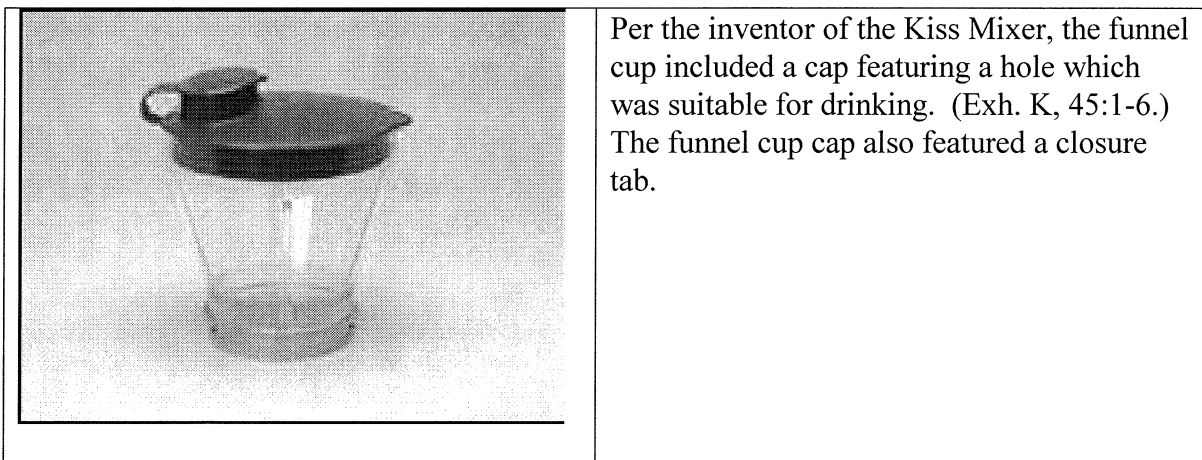 Per the inventor of the Kiss Mixer, the funnel
cup included a cap featuring a hole which
was suitable for drinking.  (Exh. K, 45:1-6.)
The funnel cup cap also featured a closure
tab.